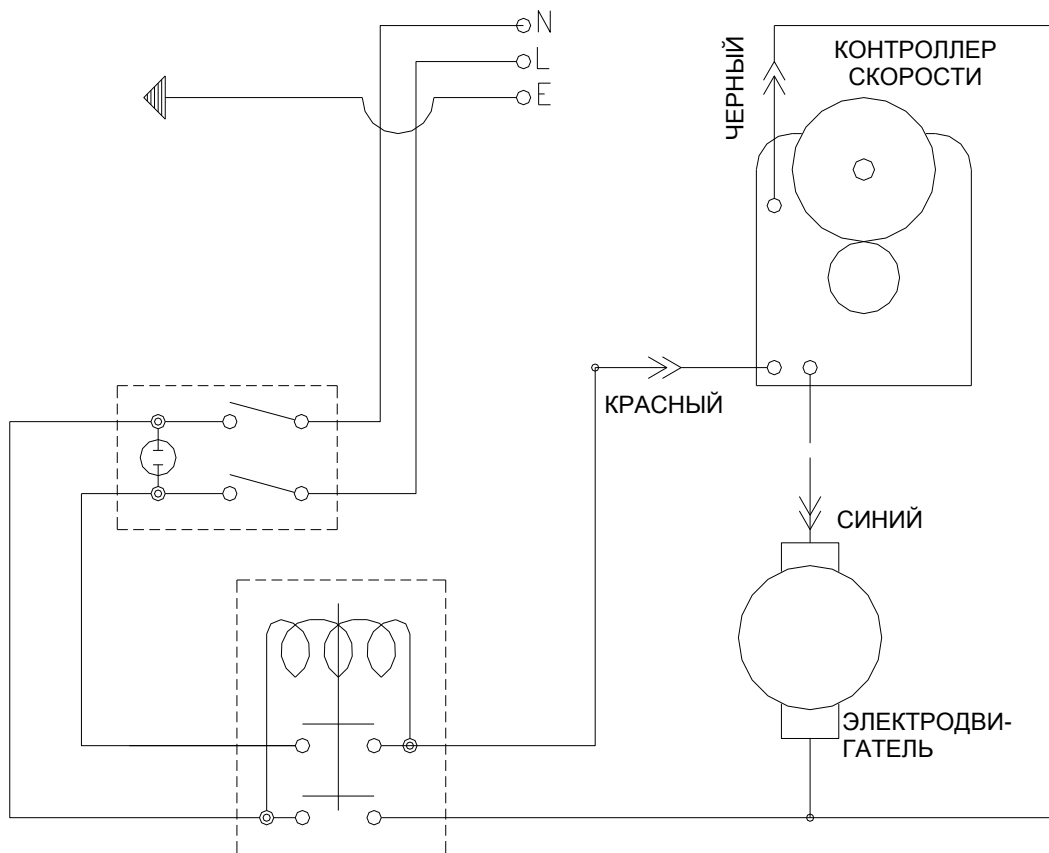 N
L
E
ЧЕРНЫЙ
КОНТРОЛЛЕР
СКОРОСТИ
КРАСНЫЙ
СИНИЙ
ЭЛЕКТРОДВИ-
ГАТЕЛЬ